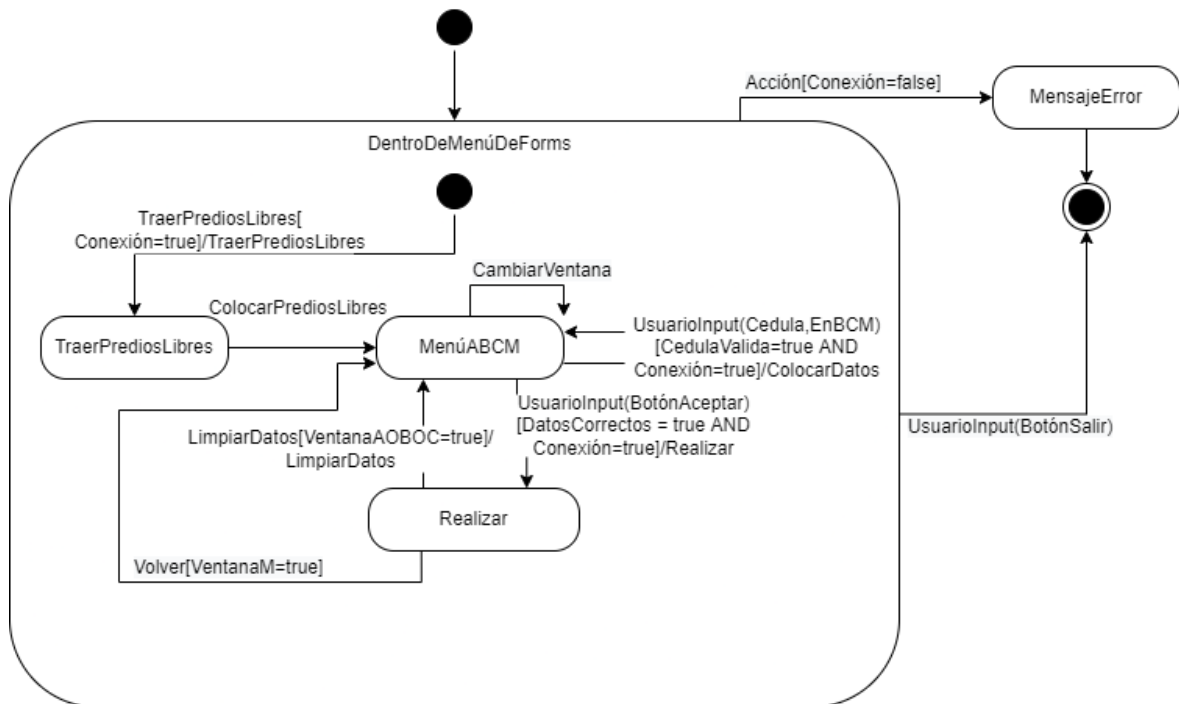 Acción[Conexión=false]
MensajeError
DentroDeMenúDeForms
TraerPrediosLibres[
Conexión=true]/TraerPrediosLibres
CambiarVentana
ColocarPrediosLibres
TraerPrediosLibres
MenúABCM
UsuarioInput(Cedula,EnBCM)
[CedulaValida=true AND
Conexión=true]/ColocarDatos
UsuarioInput(BotónAceptar)
[DatosCorrectos = true AND
Conexión=true]/Realizar
UsuarioInput(BotónSalir)
LimpiarDatos[VentanaAOBOC=true]/
LimpiarDatos
Realizar
Volver[VentanaM=true]